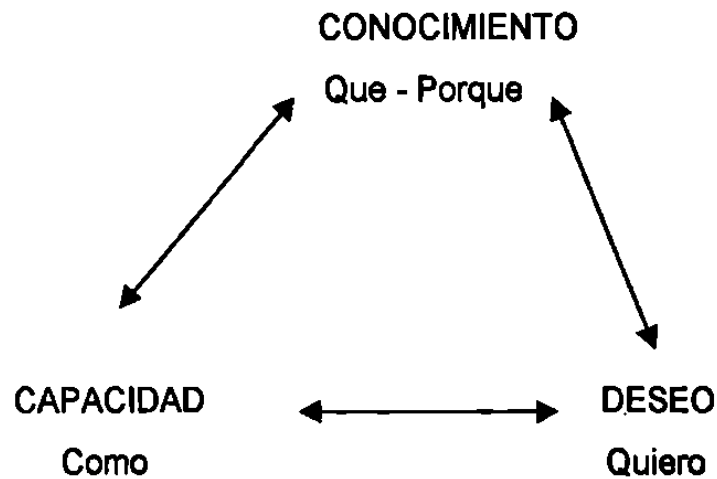 CONOCIMIENTO
Que - Porque
CAPACIDAD
DESEO
Como
Quiero